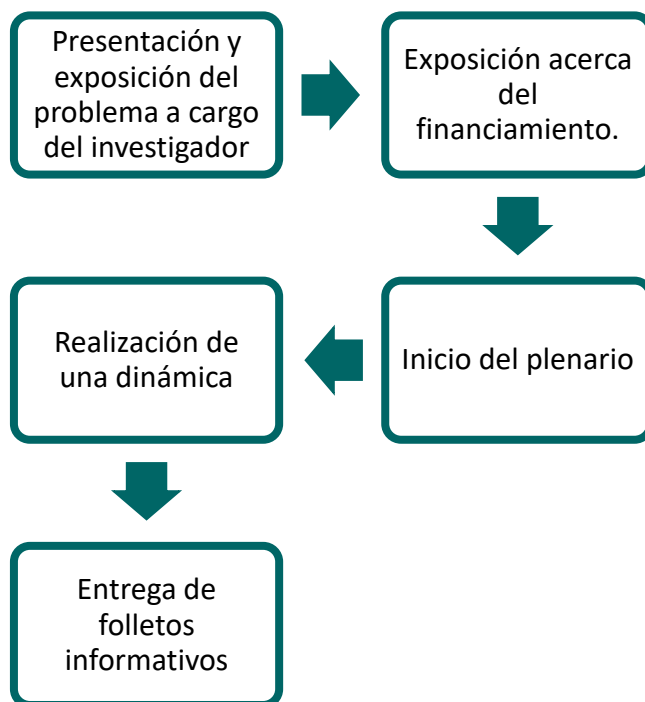 Presentación y
exposición del
problema a cargo
del investigador
Exposición acerca
del
financiamiento.
Inicio del plenario
Realización de
una dinámica
Entrega de
folletos
informativos